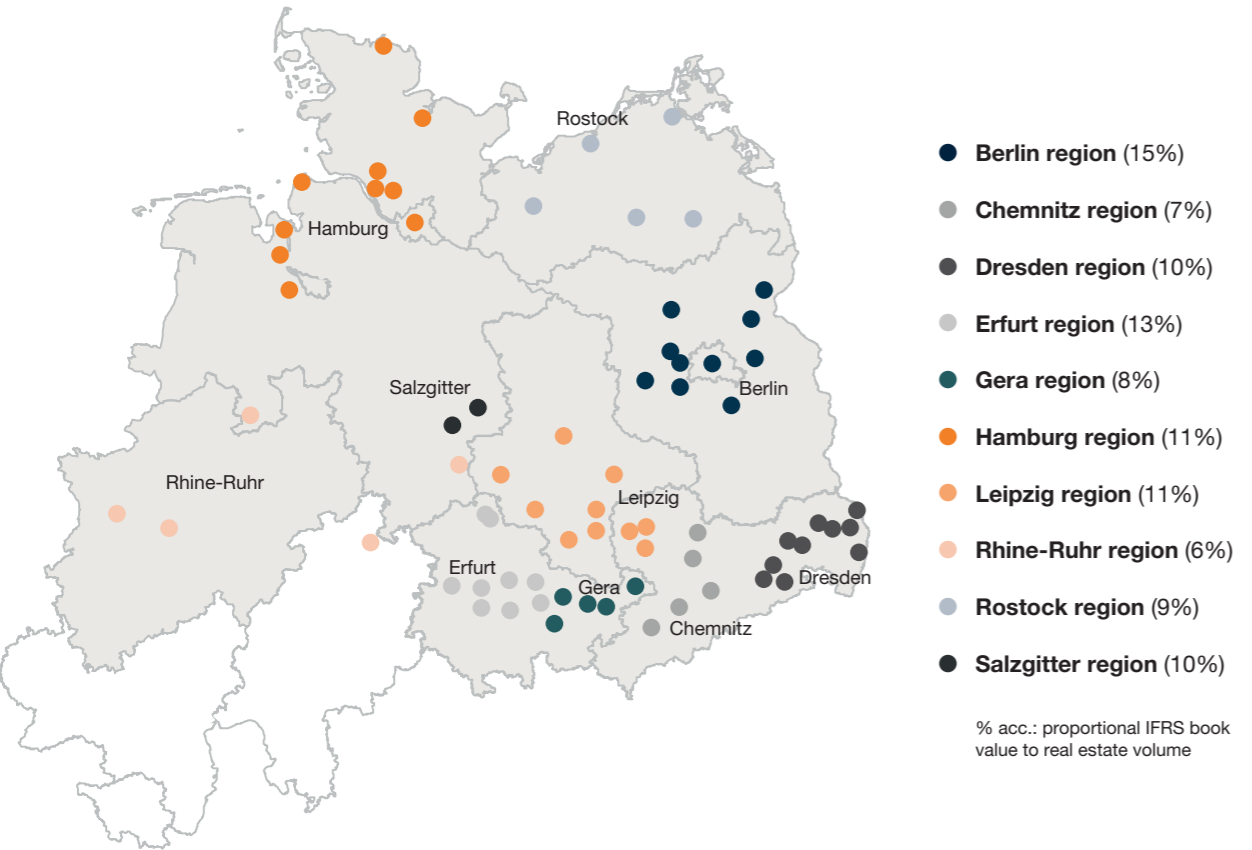 Rostock
Hamburg
Salzgitter
Berlin
Rhine-Ruhr
Leipzig
Erfurt
Gera
Dresden
Chemnitz
Berlin region (15%)
Chemnitz region (7%)
Dresden region (10%)
Erfurt region (13%)
Gera region (8%)
Hamburg region (11%)
Leipzig region (11%)
Rhine-Ruhr region (6%)
Rostock region (9%)
Salzgitter region (10%)
% acc.: proportional IFRS book
value to real estate volume